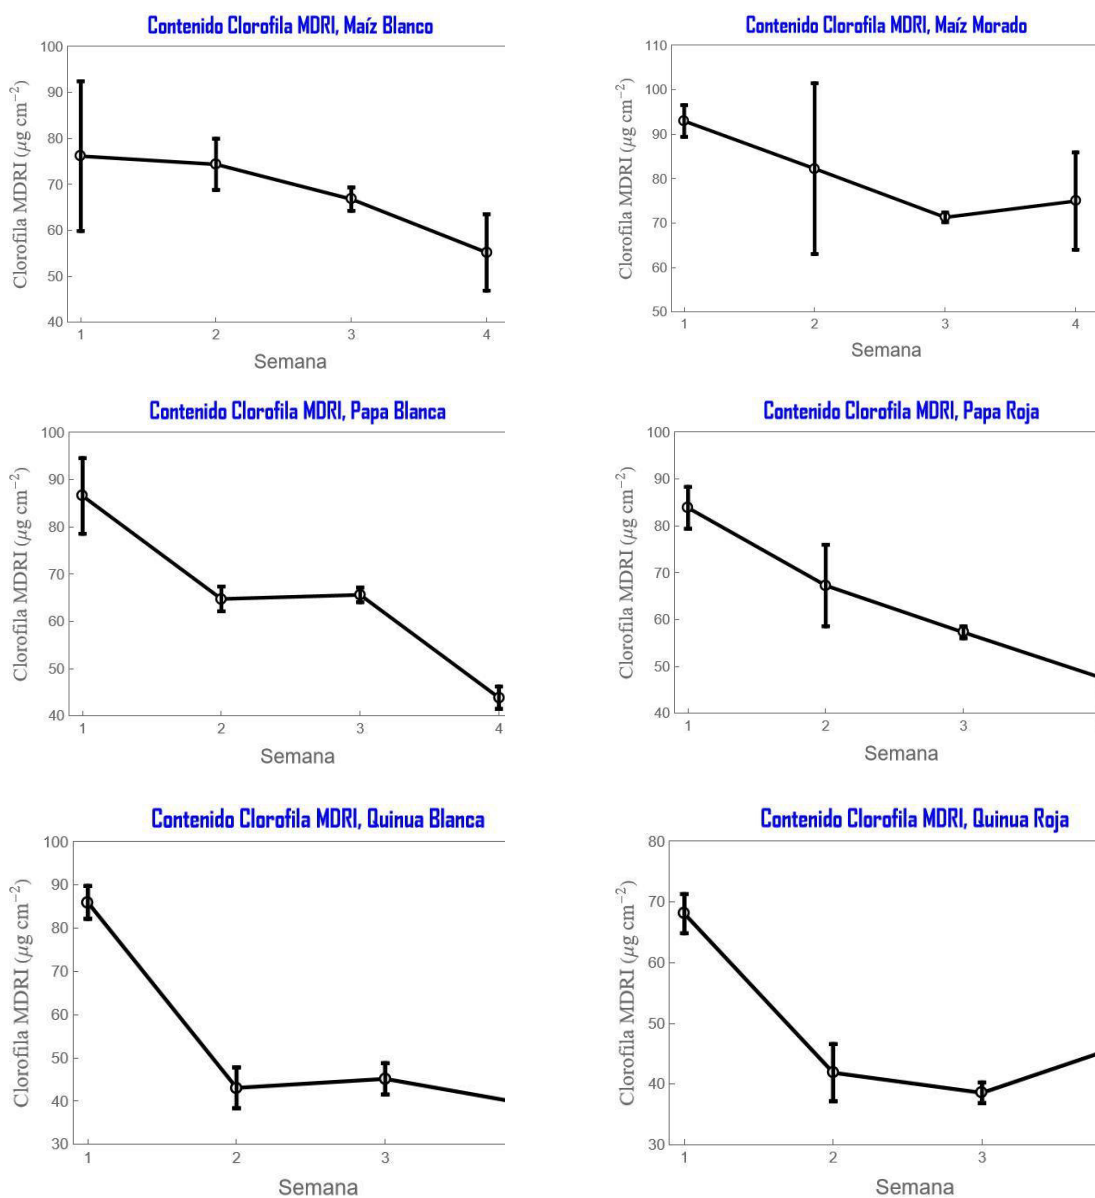 Contenido Clorofila MDRI, Maíz Blanco
100
90
80
70
60
50
40
Clorofila MDRI (μg cm⁻²)
1 2 3 4
Semana
Contenido Clorofila MDRI, Maíz Morado
110
100
90
80
70
60
50
Clorofila MDRI (μg cm⁻²)
1 2 3 4
Semana
Contenido Clorofila MDRI, Papa Blanca
100
90
80
70
60
50
40
Clorofila MDRI (μg cm⁻²)
1 2 3 4
Semana
Contenido Clorofila MDRI, Papa Roja
100
90
80
70
60
50
40
Clorofila MDRI (μg cm⁻²)
1 2 3
Semana
Contenido Clorofila MDRI, Quinua Blanca
100
90
80
70
60
50
40
30
Clorofila MDRI (μg cm⁻²)
1 2 3
Semana
Contenido Clorofila MDRI, Quinua Roja
80
70
60
50
40
30
Clorofila MDRI (μg cm⁻²)
1 2 3
Semana